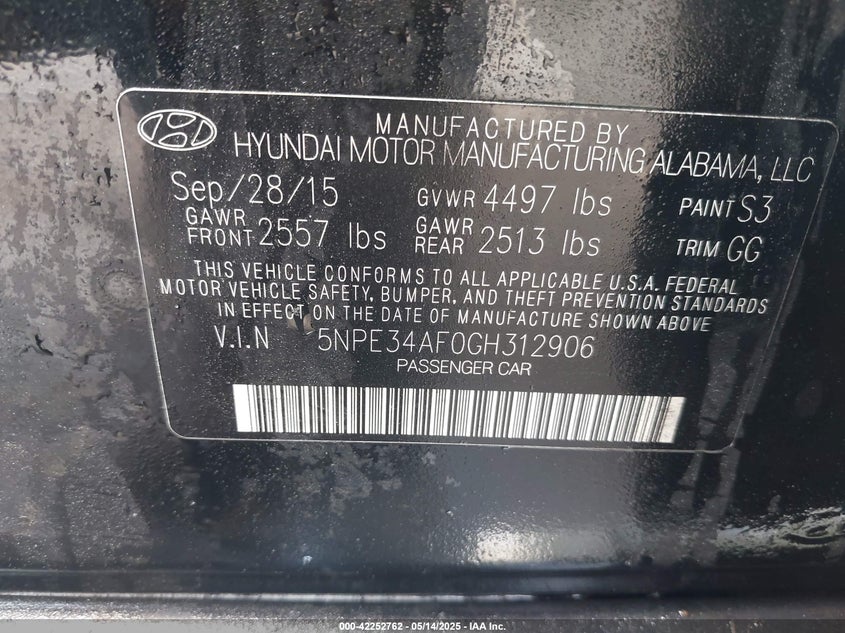 MANUFACTURED BY
HYUNDAI MOTOR MANUFACTURING ALABAMA, LLC
Sep/28/15 GVWR 4497 lbs PAINT S3
GAWR FRONT 2557 lbs GAWR REAR 2513 lbs TRIM GG
THIS VEHICLE CONFORMS TO ALL APPLICABLE U.S.A. FEDERAL
MOTOR VEHICLE SAFETY, BUMPER, AND THEFT PREVENTION STANDARDS
IN EFFECT ON THE DATE OF MANUFACTURE SHOWN ABOVE
V.I.N 5NPE34AF0GH312906
PASSENGER CAR
000-42252762 - 05/14/2025 - IAA Inc.